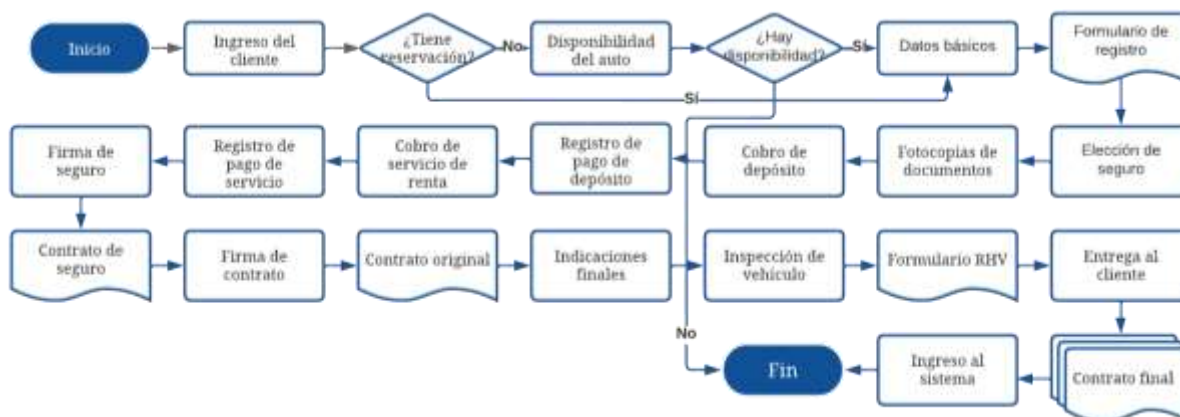 Inicio
Ingreso del
cliente
¿Tiene
reservación?
No
Disponibilidad
del auto
¿Hay
disponibilidad?
Sí
Datos básicos
Formulario de
registro
Sí
Firma de
seguro
Registro de
pago de
servicio
Cobro de
servicio de
renta
Registro de
pago de
depósito
Cobro de
depósito
Fotocopias de
documentos
Elección de
seguro
Contrato de
seguro
Firma de
contrato
Contrato original
Indicaciones
finales
Inspección de
vehículo
Formulario RHV
Entrega al
cliente
No
Fin
Ingreso al
sistema
Contrato final